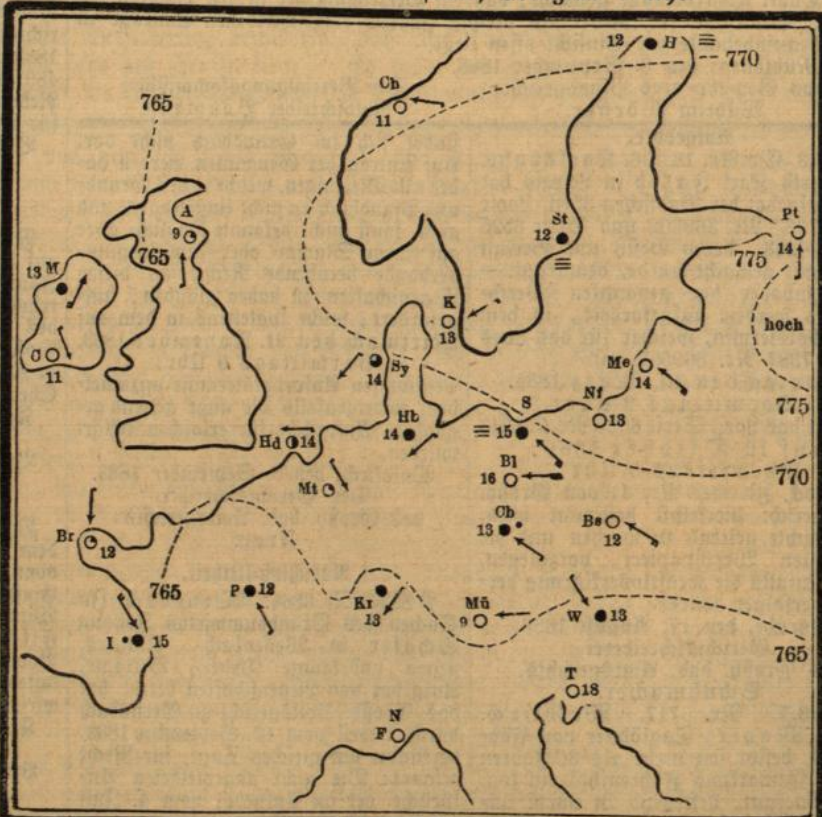 12 H
770
Ch
11
765
A
9
St
12
Pt
14
765
775
13 M
K
13
hoch
C
11
Sy
14
Me
14
775
Nf
13
S
15
Hb
14
Hd 14
770
Bl
16
Mt
Cb
13
Bs
12
Br
12
765
P 12
Kr
13
Mü
9
W 13
765
I 15
T
18
N
F